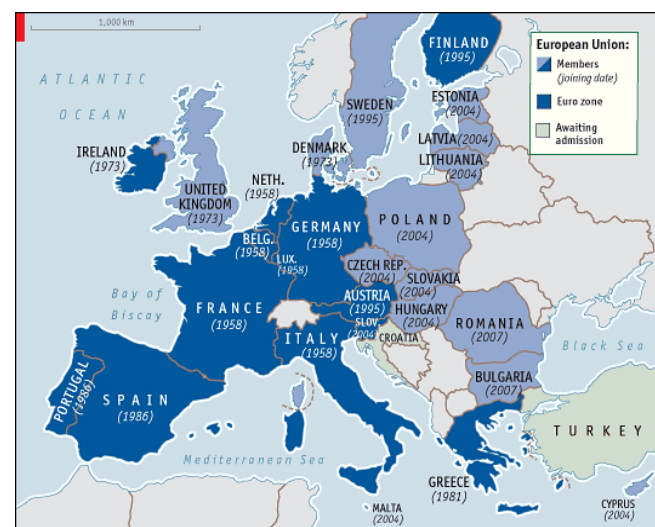 1,000 km
European Union:
Members
(joining date)
Euro zone
Awaiting
admission
ATLANTIC
OCEAN
FINLAND
(1995)
SWEDEN
(1995)
ESTONIA
(2004)
LATVIA (2004)
LITHUANIA
(2004)
DENMARK
(1973)
IRELAND
(1973)
UNITED
KINGDOM
(1973)
NETH.
(1958)
GERMANY
(1958)
POLAND
(2004)
BELG.
(1958)
LUX.
(1958)
CZECH REP.
(2004)
SLOVAKIA
(2004)
Bay of
Biscay
FRANCE
(1958)
AUSTRIA
(1995)
HUNGARY
(2004)
SLOV.
(2004)
ITALY
(1958)
CROATIA
ROMANIA
(2007)
Black Sea
PORTUGAL
(1986)
SPAIN
(1986)
BULGARIA
(2007)
TURKEY
Mediterranean Sea
GREECE
(1981)
MALTA
(2004)
CYPRUS
(2004)